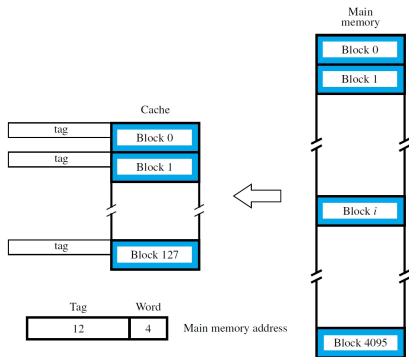 Main
memory
Block 0
Block 1
Cache
tag
Block 0
tag
Block 1
Block i
tag
Block 127
Tag Word
12 4 Main memory address
Block 4095